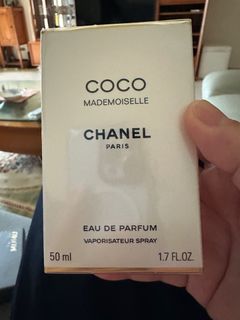 COCO
MADEMOISELLE
CHANEL
PARIS
EAU DE PARFUM
VAPORISATEUR SPRAY
50 ml 1.7 FL.OZ.